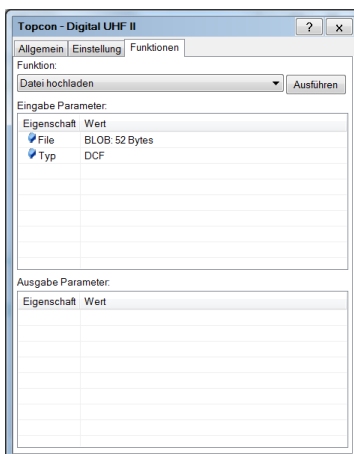 Topcon - Digital UHF II
? x
Allgemein Einstellung Funktionen
Funktion:
Datei hochladen Ausführen
Eingabe Parameter:
Eigenschaft Wert
File BLOB: 52 Bytes
Typ DCF
Ausgabe Parameter:
Eigenschaft Wert